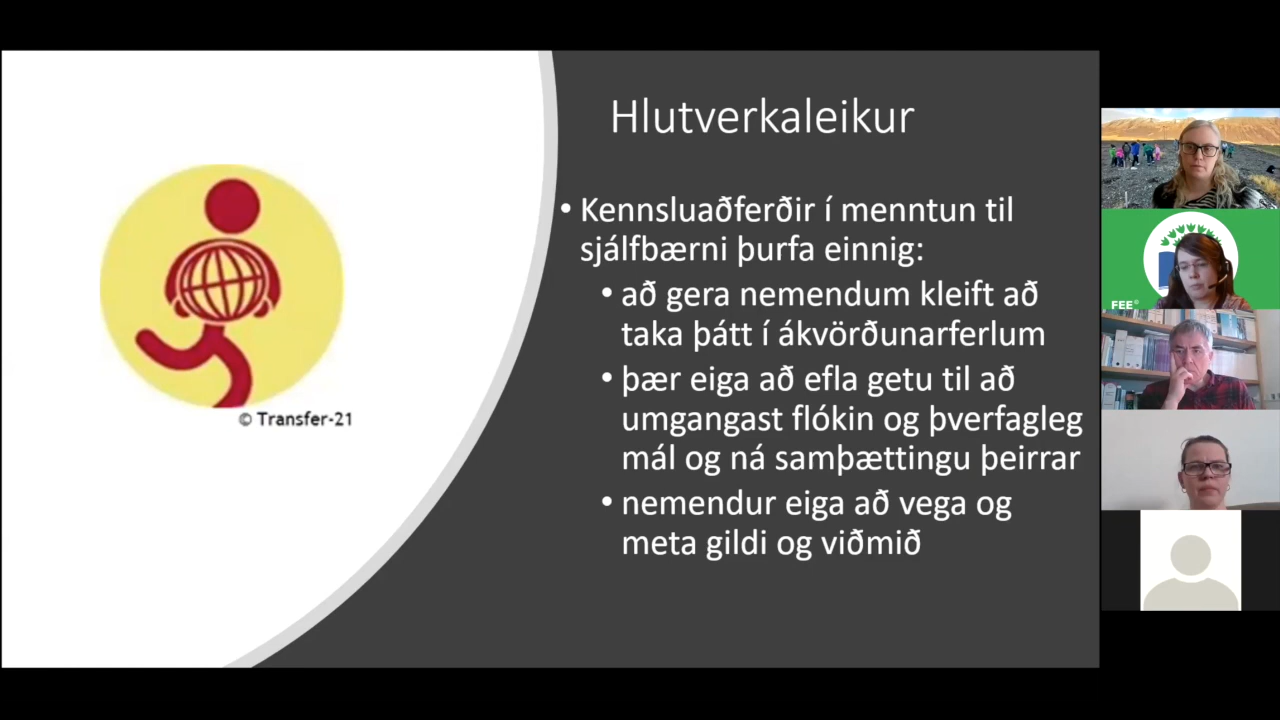 Hlutverkaleikur
• Kennsluaðferðir í menntun til
sjálfbærni þurfa einnig:
• að gera nemendum kleift að
taka þátt í ákvörðunarferlum
• þær eiga að efla getu til að
umgangast flókin og þverfagleg
mál og ná samþættingu þeirrar
• nemendur eiga að vega og
meta gildi og viðmið
© Transfer-21
FEE®